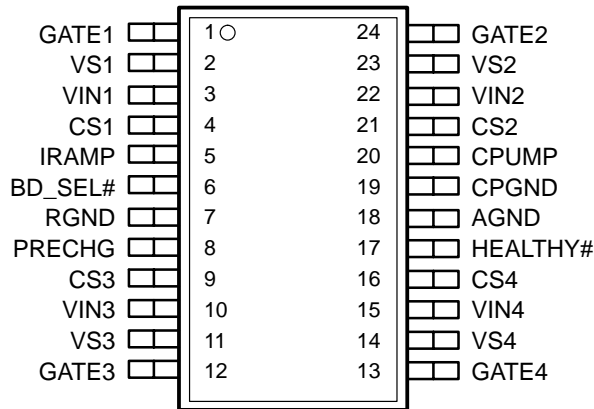 GATE1 1 24 GATE2
VS1 2 23 VS2
VIN1 3 22 VIN2
CS1 4 21 CS2
IRAMP 5 20 CPUMP
BD_SEL# 6 19 CPGND
RGND 7 18 AGND
PRECHG 8 17 HEALTHY#
CS3 9 16 CS4
VIN3 10 15 VIN4
VS3 11 14 VS4
GATE3 12 13 GATE4